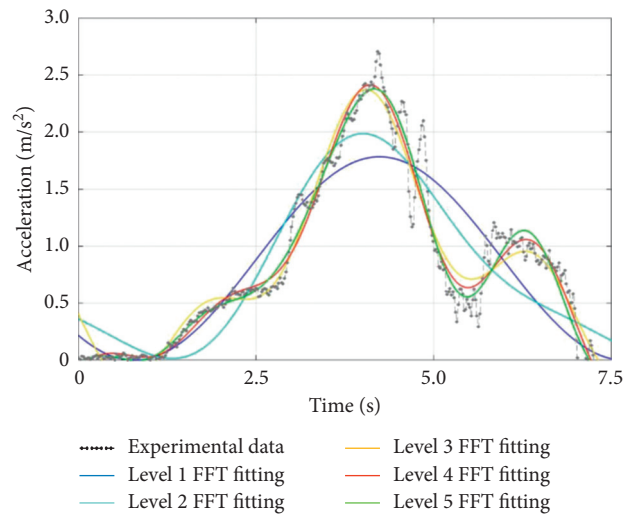 3.0
2.5
2.0
1.5
1.0
0.5
0
Acceleration (m/s²)
0 2.5 5.0 7.5
Time (s)
Experimental data Level 3 FFT fitting
Level 1 FFT fitting Level 4 FFT fitting
Level 2 FFT fitting Level 5 FFT fitting